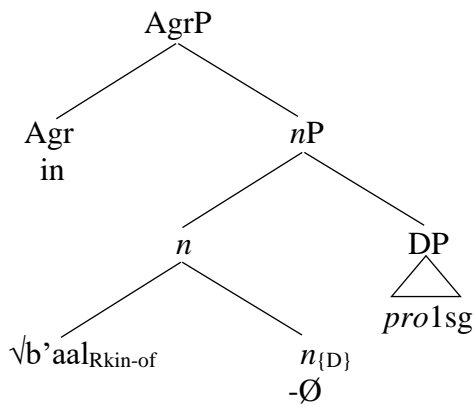 AgrP
Agr nP
in
n DP
pro1sg
√b’aalRkin-of n{D}
-Ø